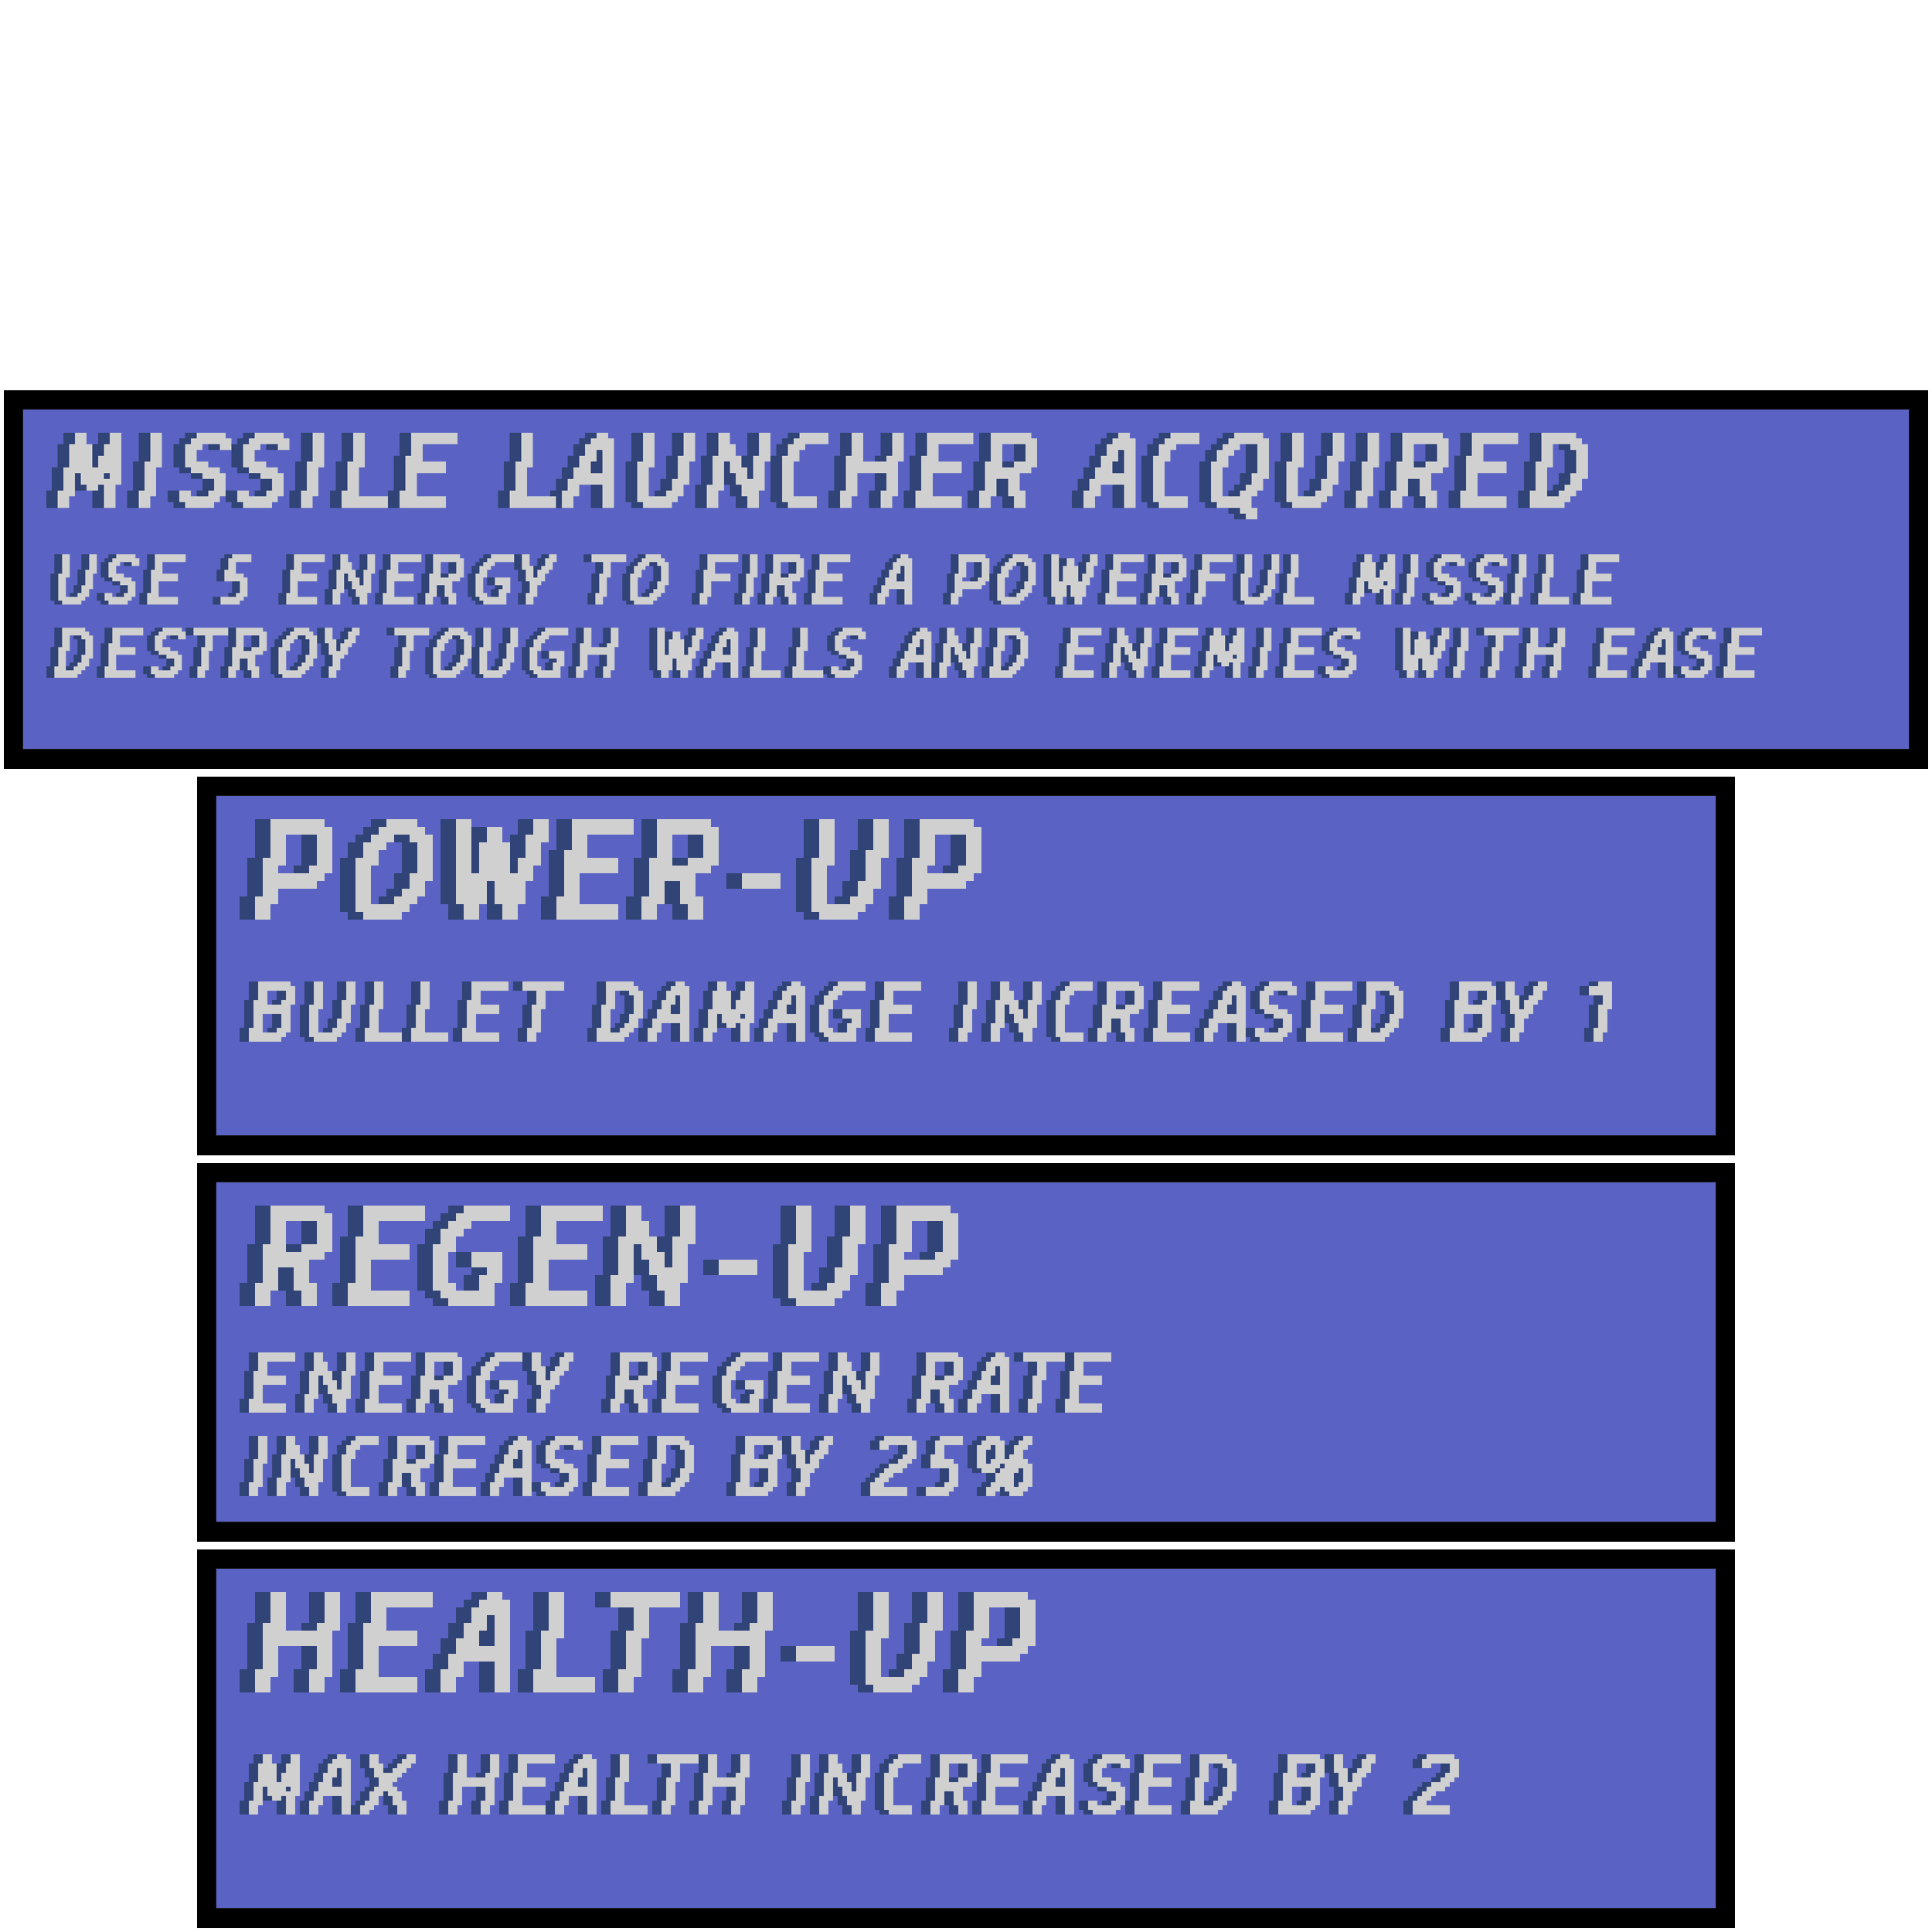 MISSILE LAUNCHER ACQUIRED
USE 5 ENERGY TO FIRE A POWERFUL MISSILE
DESTROY TOUGH WALLS AND ENEMIES WITH EASE
POWER-UP
BULLET DAMAGE INCREASED BY 1
REGEN-UP
ENERGY REGEN RATE
INCREASED BY 25%
HEALTH-UP
MAX HEALTH INCREASED BY 2